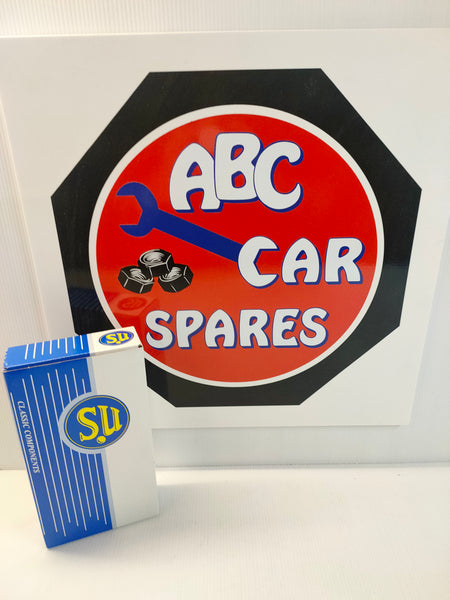 ABC
CAR
SPARES
S.U
S.U
CLASSIC COMPONENTS